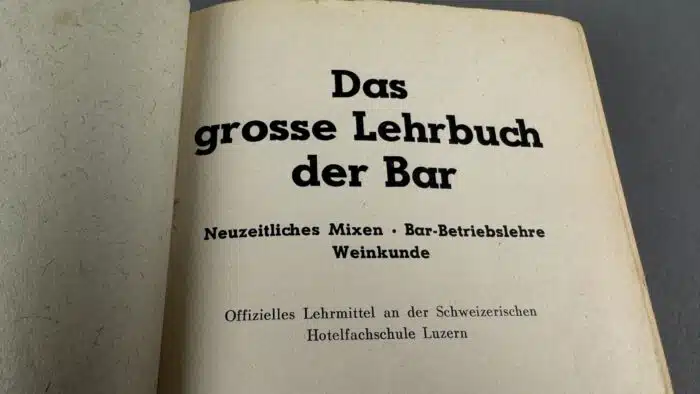 Das
grosse Lehrbuch
der Bar
Neuzeitliches Mixen · Bar-Betriebslehre
Weinkunde
Offizielles Lehrmittel an der Schweizerischen
Hotelfachschule Luzern